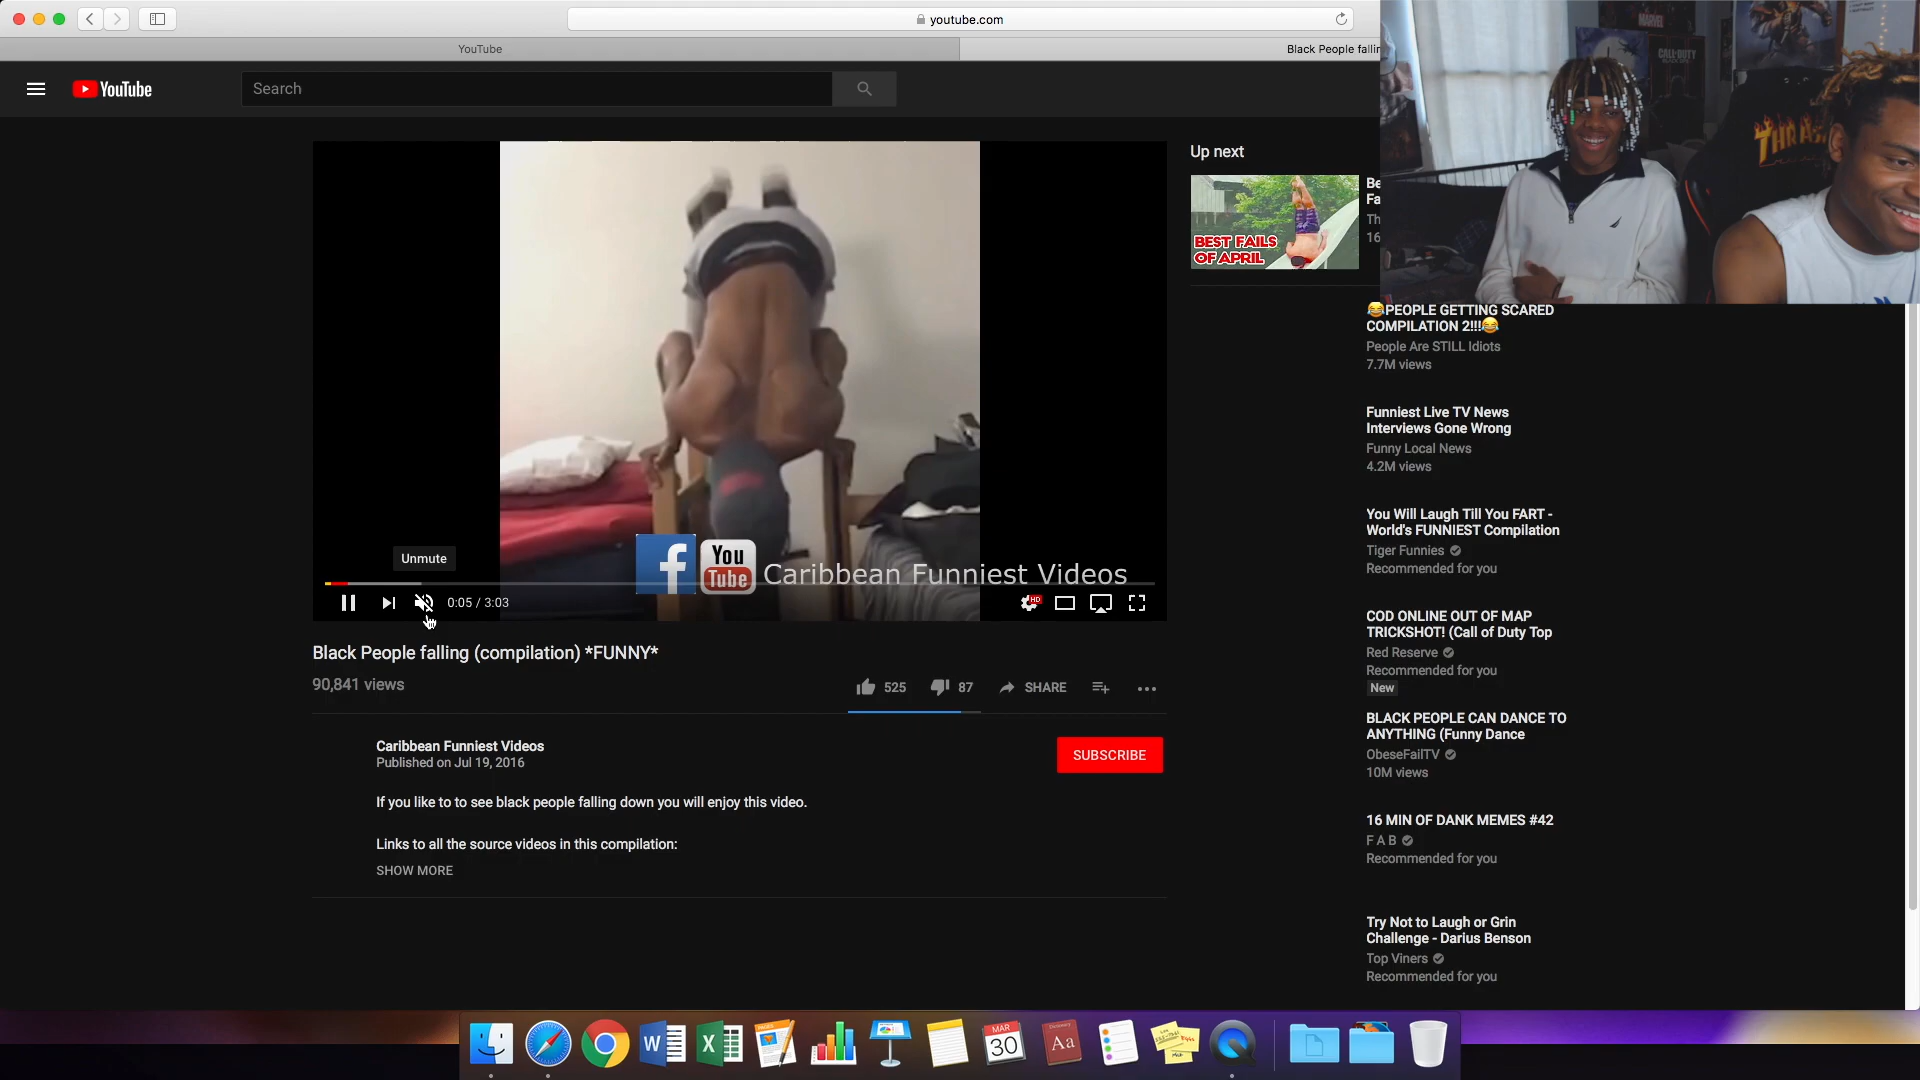 youtube.com
YouTube
Black People fallin
YouTube
Search
MARVEL
CALL·DUTY
BLACK OPS
Up next
Be
Fa
Th
16
BEST FAILS
OF APRIL
😂PEOPLE GETTING SCARED
COMPILATION 2!!!😂
People Are STILL Idiots
7.7M views
Funniest Live TV News
Interviews Gone Wrong
Funny Local News
4.2M views
You Will Laugh Till You FART -
World's FUNNIEST Compilation
Tiger Funnies
Recommended for you
COD ONLINE OUT OF MAP
TRICKSHOT! (Call of Duty Top
Red Reserve
Recommended for you
New
BLACK PEOPLE CAN DANCE TO
ANYTHING (Funny Dance
ObeseFailTV
10M views
16 MIN OF DANK MEMES #42
F A B
Recommended for you
Try Not to Laugh or Grin
Challenge - Darius Benson
Top Viners
Recommended for you
Unmute
f You Tube Caribbean Funniest Videos
0:05 / 3:03
HD
Black People falling (compilation) *FUNNY*
90,841 views
525 87 SHARE
Caribbean Funniest Videos
Published on Jul 19, 2016
SUBSCRIBE
If you like to to see black people falling down you will enjoy this video.
Links to all the source videos in this compilation:
SHOW MORE
W X PAGES MAR 30 Dictionary Aa